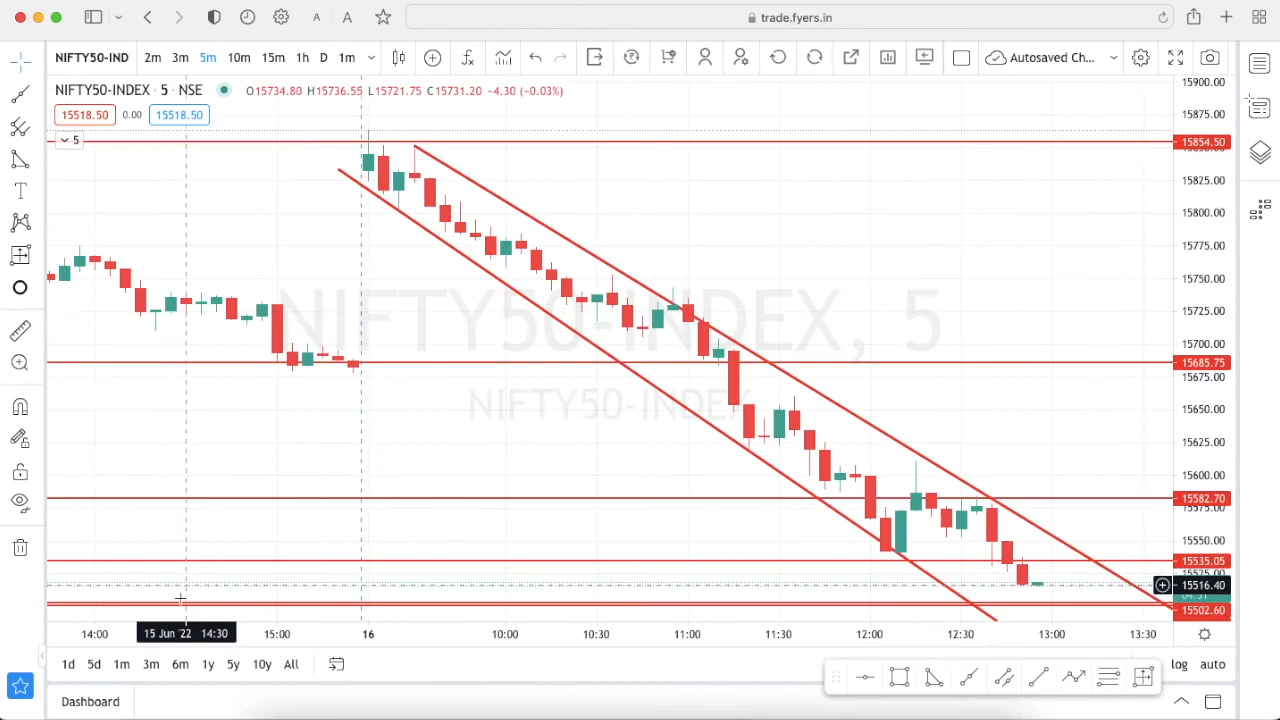 A A trade.fyers.in
NIFTY50-IND 2m 3m 5m 10m 15m 1h D 1m Autosaved Ch...
NIFTY50-INDEX · 5 · NSE O15734.80 H15736.55 L15721.75 C15731.20 −4.30 (−0.03%)
15518.50 0.00 15518.50
5
NIFTY50-INDEX, 5
NIFTY50-INDEX
15900.00
15875.00
15854.50
15825.00
15800.00
15775.00
15750.00
15725.00
15700.00
15685.75
15675.00
15650.00
15625.00
15600.00
15582.70
15575.00
15550.00
15535.05
15525.00
15516.40
04:31
15502.60
14:00 15 Jun '22 14:30 15:00 16 10:00 10:30 11:00 11:30 12:00 12:30 13:00 13:30
1d 5d 1m 3m 6m 1y 5y 10y All log auto
Dashboard